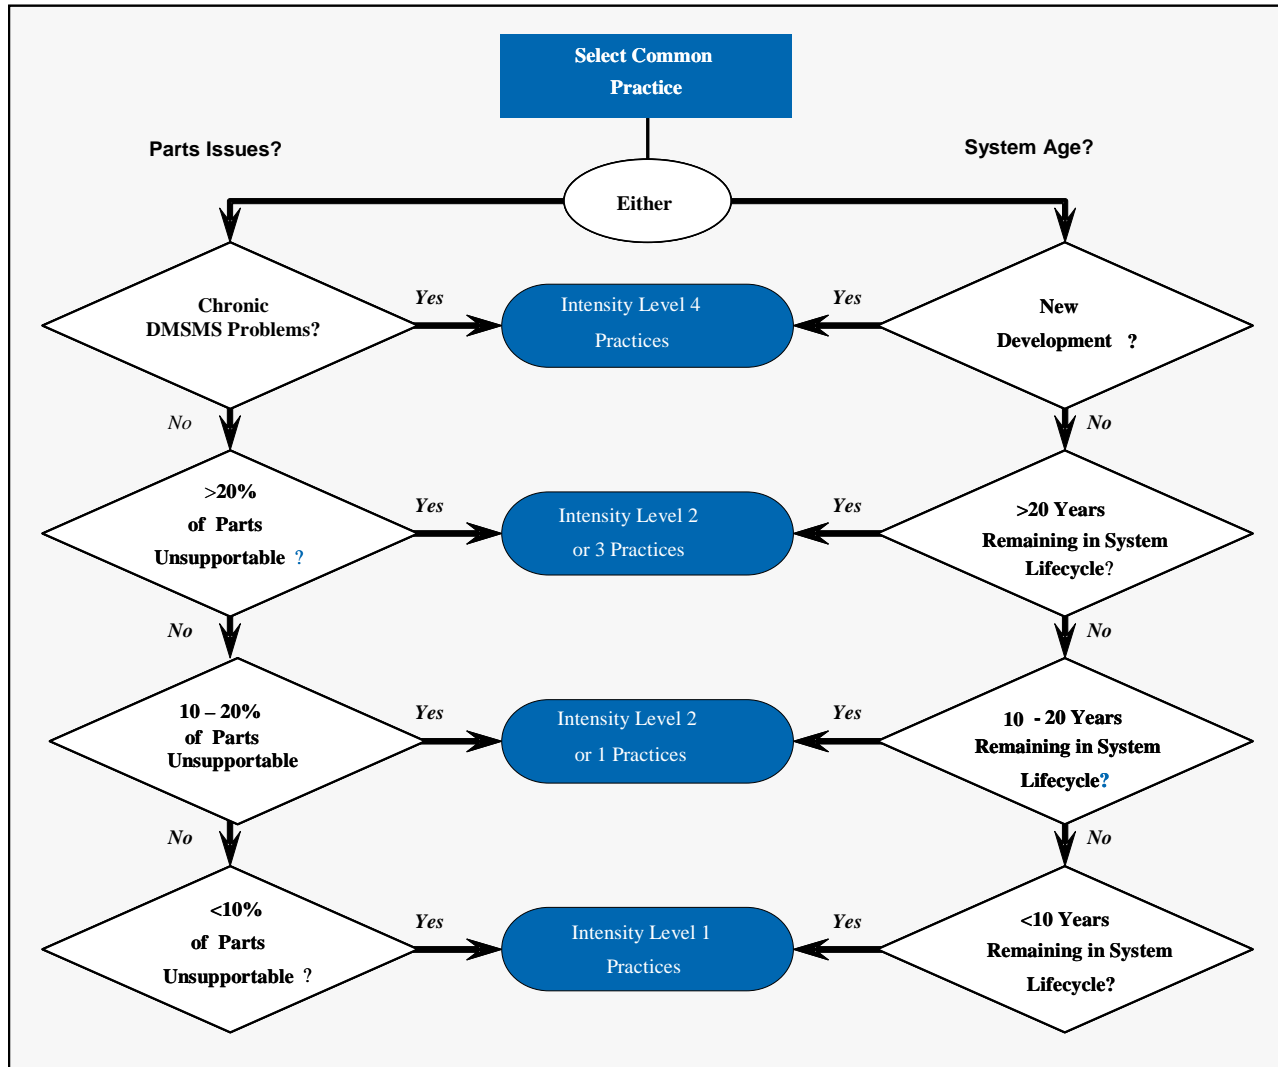 Select Common
Practice
Parts Issues?
System Age?
Either
Chronic
DMSMS Problems?
Yes
Intensity Level 4
Practices
Yes
New
Development ?
No
No
>20%
of Parts
Unsupportable ?
Yes
Intensity Level 2
or 3 Practices
Yes
>20 Years
Remaining in System
Lifecycle?
No
No
10 – 20%
of Parts
Unsupportable
Yes
Intensity Level 2
or 1 Practices
Yes
10 - 20 Years
Remaining in System
Lifecycle?
No
No
<10%
of Parts
Unsupportable ?
Yes
Intensity Level 1
Practices
Yes
<10 Years
Remaining in System
Lifecycle?